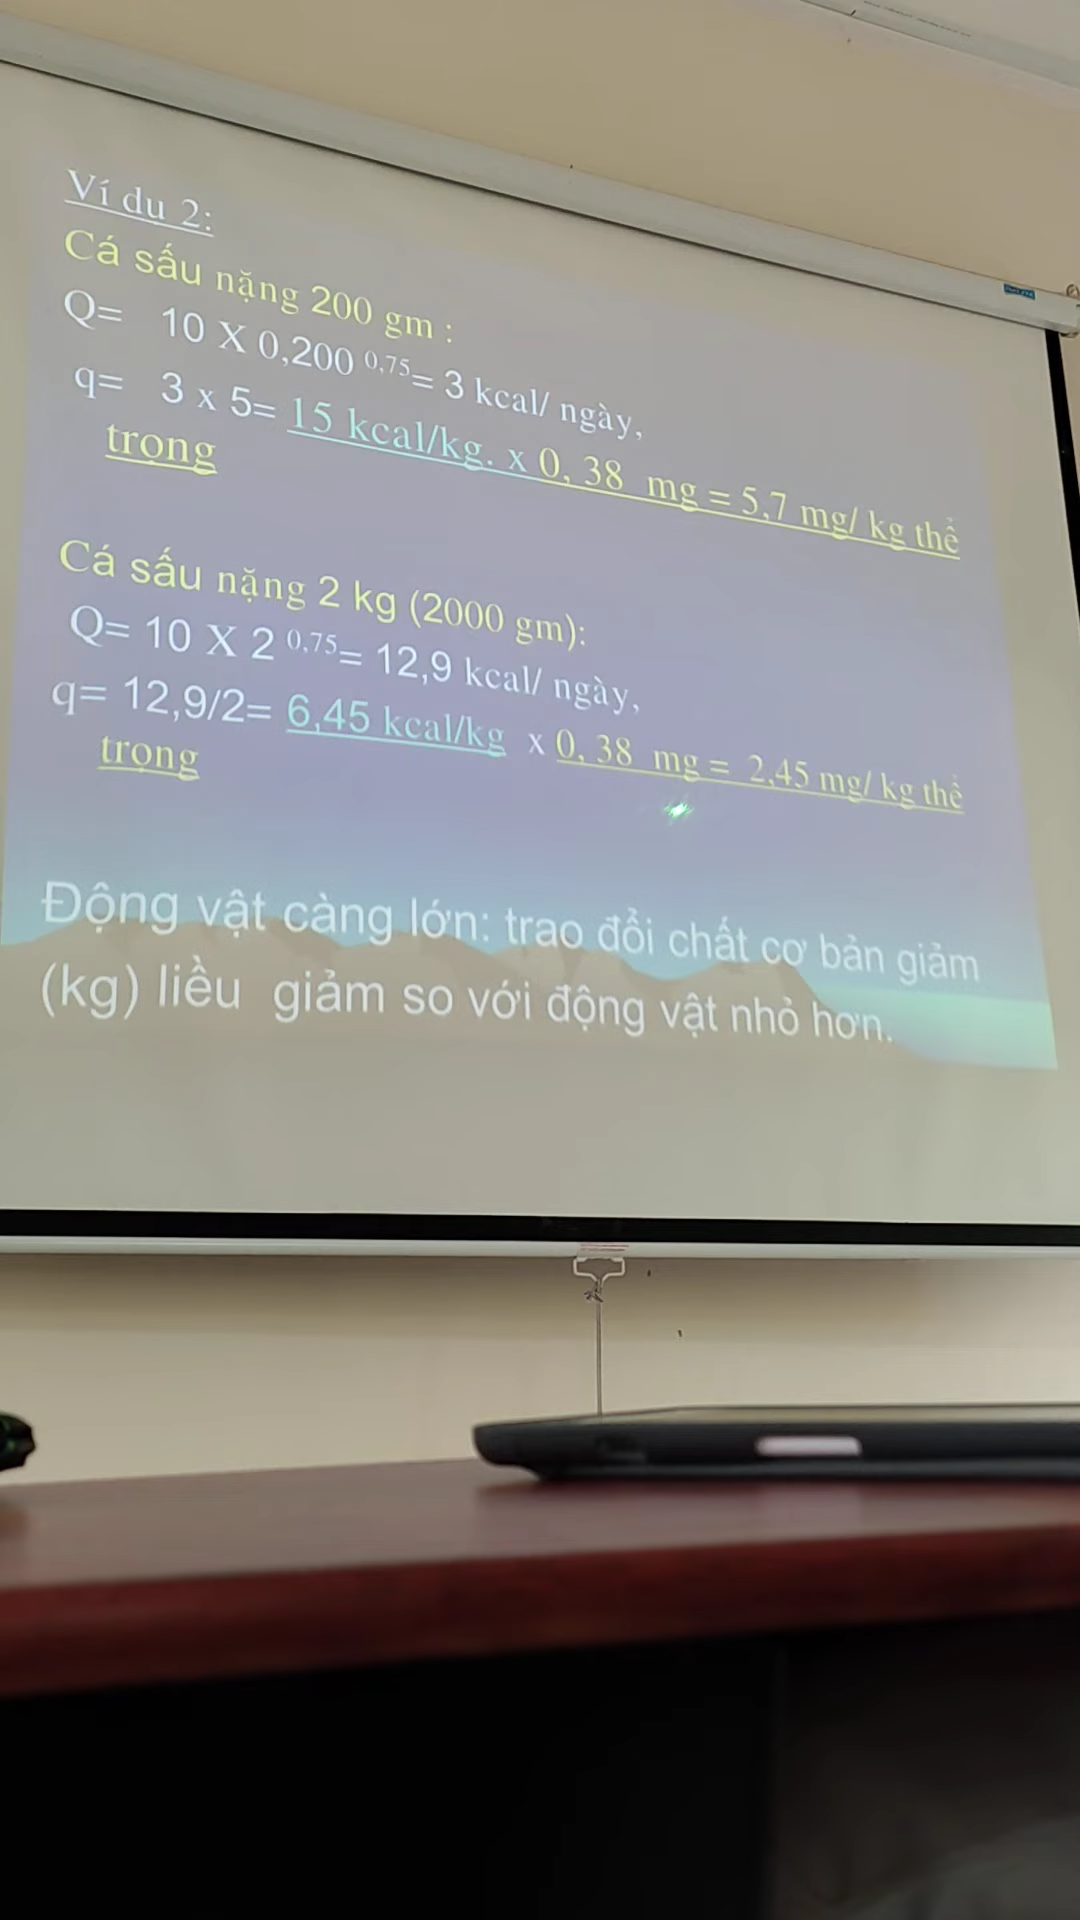 Ví dụ 2:
Cá sấu nặng 200 gm :
Q= 10 X 0,200 0,75= 3 kcal/ ngày,
q= 3 x 5= 15 kcal/kg. x 0, 38 mg = 5,7 mg/ kg thể
trọng
Cá sấu nặng 2 kg (2000 gm):
Q= 10 X 2 0,75= 12,9 kcal/ ngày,
q= 12,9/2= 6,45 kcal/kg x 0, 38 mg = 2,45 mg/ kg thể
trọng
Động vật càng lớn: trao đổi chất cơ bản giảm
(kg) liều giảm so với động vật nhỏ hơn.